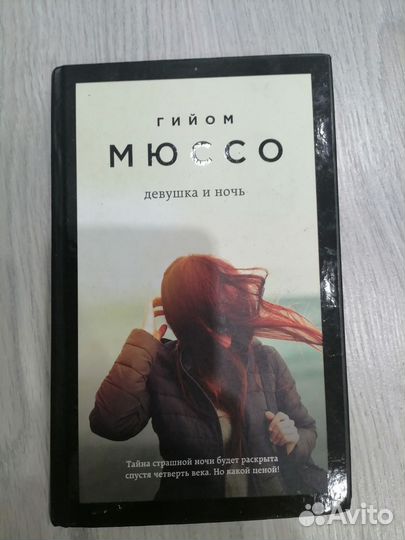 ГИЙОМ
МЮССО
девушка и ночь
Тайна страшной ночи будет раскрыта
спустя четверть века. Но какой ценой!
Avito